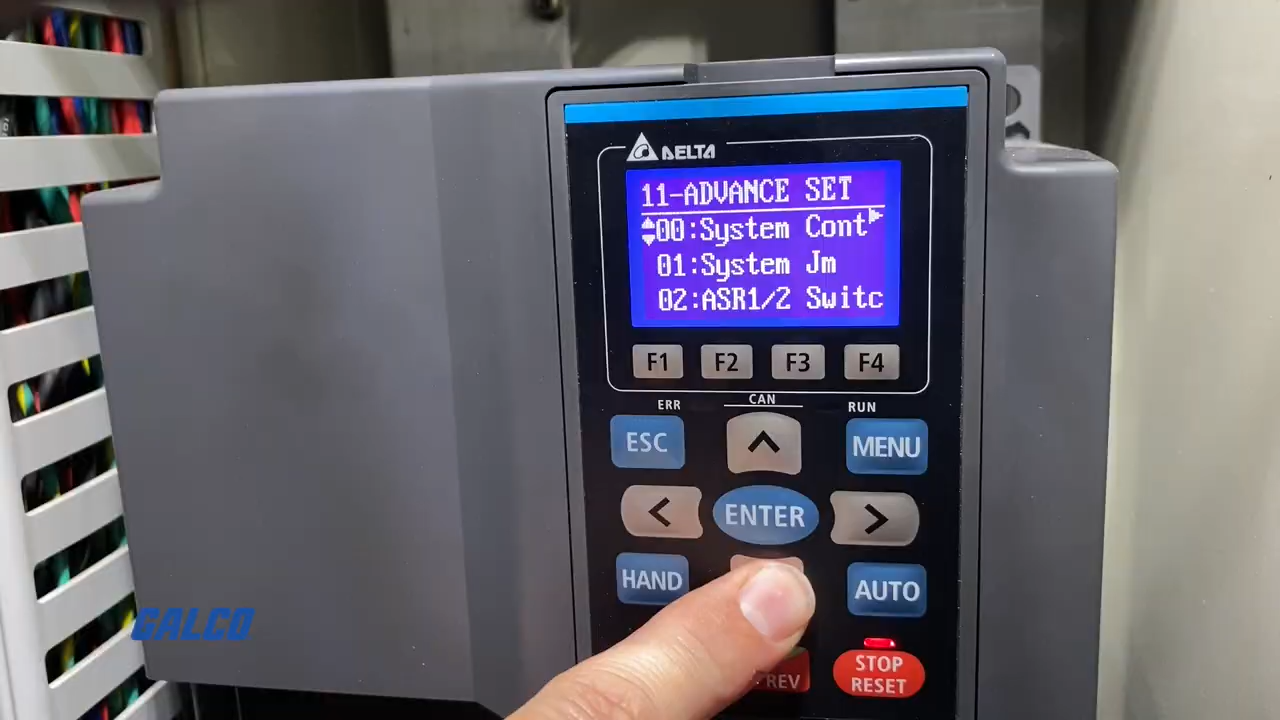 DELTA
11-ADVANCE SET
00:System Cont
01:System Jm
02:ASR1/2 Switc
F1 F2 F3 F4
ERR CAN RUN
ESC MENU
ENTER
HAND AUTO
GALCO
REV STOP
RESET